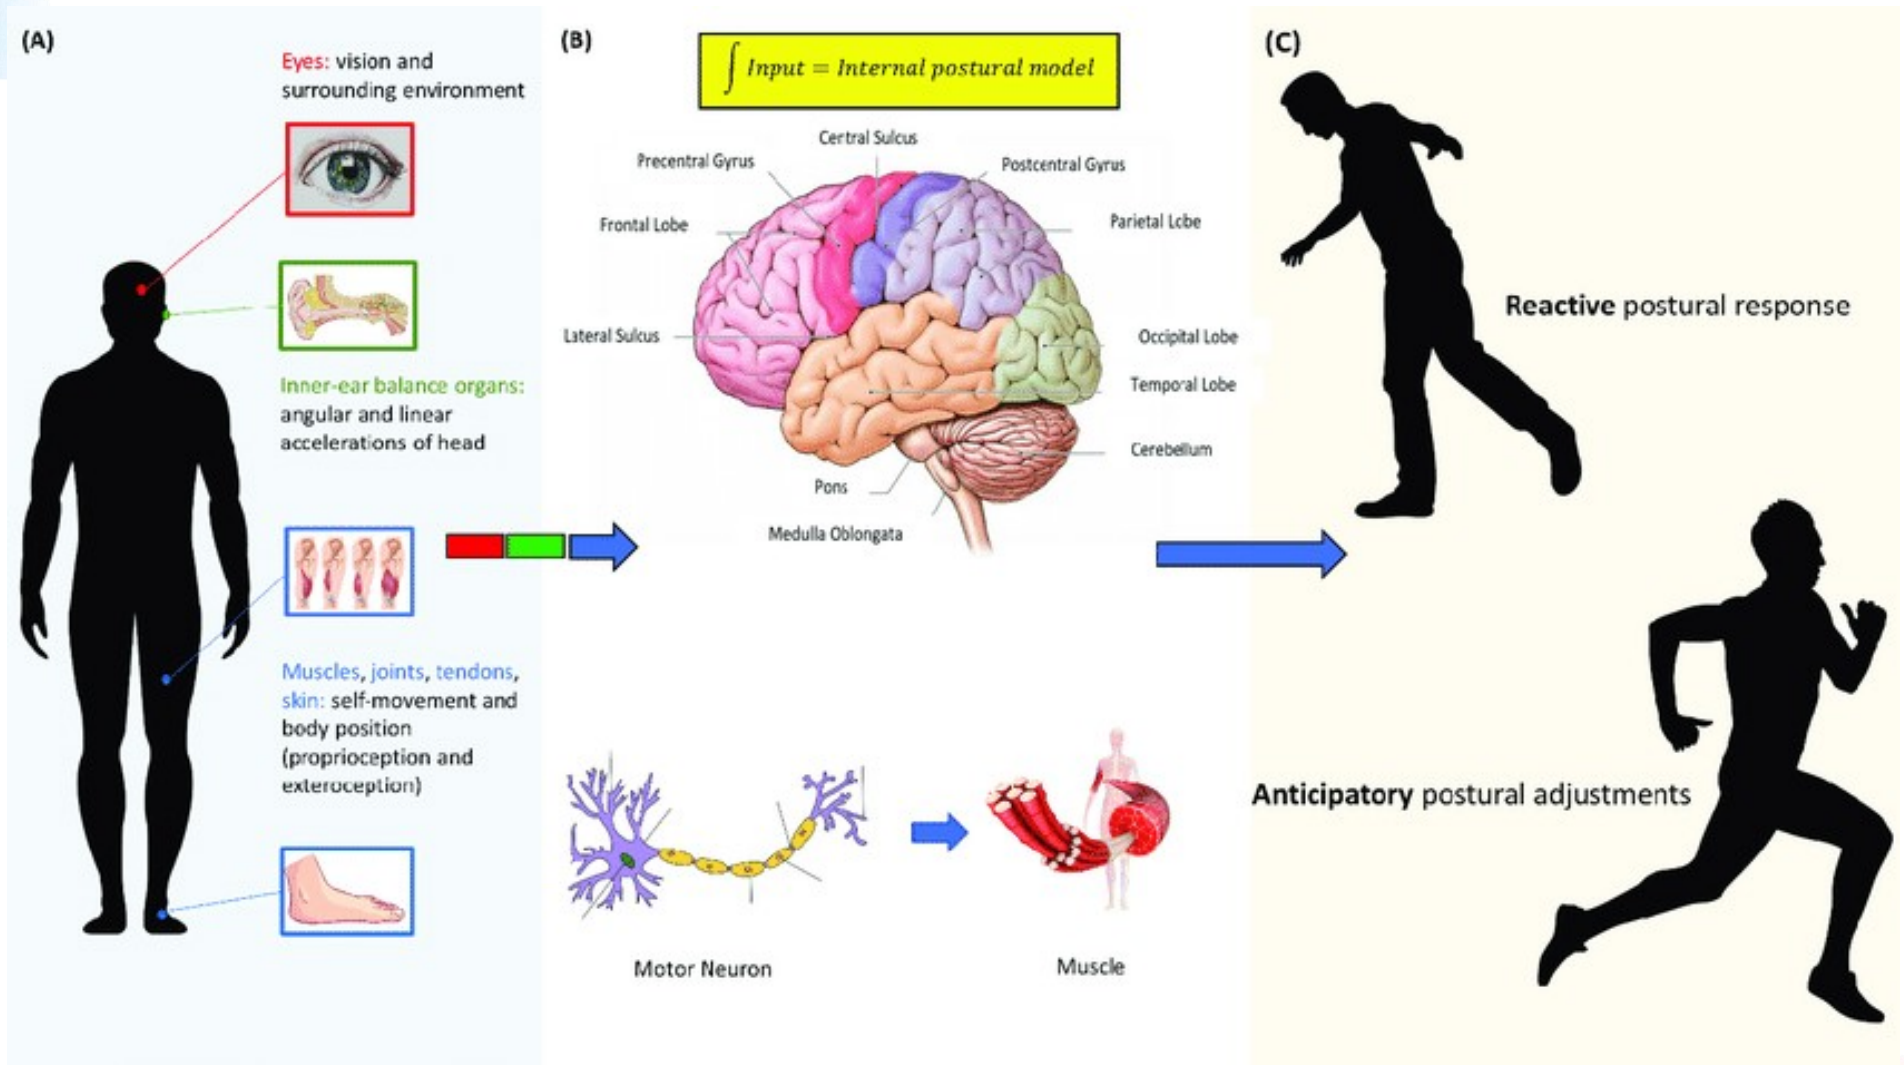 (A)
Eyes: vision and
surrounding environment
Inner-ear balance organs:
angular and linear
accelerations of head
Muscles, joints, tendons,
skin: self-movement and
body position
(proprioception and
exteroception)
(B)
∫ Input = Internal postural model
Certral Sulcus
Precentral Gyrus
Postcentral Gyrus
Frontal Lobe
Parietal Lcbe
Lateral Sulcus
Occipital Lobe
Temporal Lobe
Cerebellum
Pons
Medulla Oblongata
Motor Neuron
Muscle
(C)
Reactive postural response
Anticipatory postural adjustments